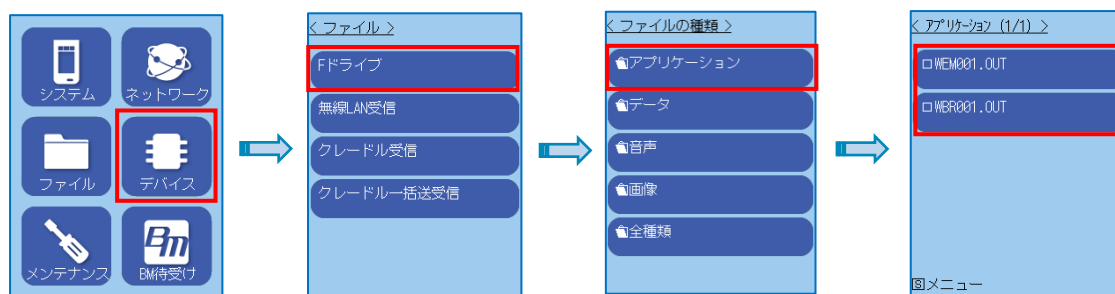 システム
ネットワーク
ファイル
デバイス
メンテナンス
Bm
BM待受け
< ファイル >
Fドライブ
無線LAN受信
クレードル受信
クレードル一括送受信
< ファイルの種類 >
アプリケーション
データ
音声
画像
全種類
< アプリケーション (1/1) >
□WEM001.OUT
□WBR001.OUT
Sメニュー